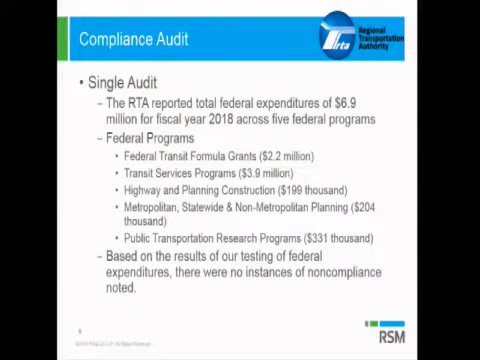 Compliance Audit
rta
Regional
Transportation
Authority
• Single Audit
– The RTA reported total federal expenditures of $6.9
million for fiscal year 2018 across five federal programs
– Federal Programs
• Federal Transit Formula Grants ($2.2 million)
• Transit Services Programs ($3.9 million)
• Highway and Planning Construction ($199 thousand)
• Metropolitan, Statewide & Non-Metropolitan Planning ($204
thousand)
• Public Transportation Research Programs ($331 thousand)
– Based on the results of our testing of federal
expenditures, there were no instances of noncompliance
noted.
RSM